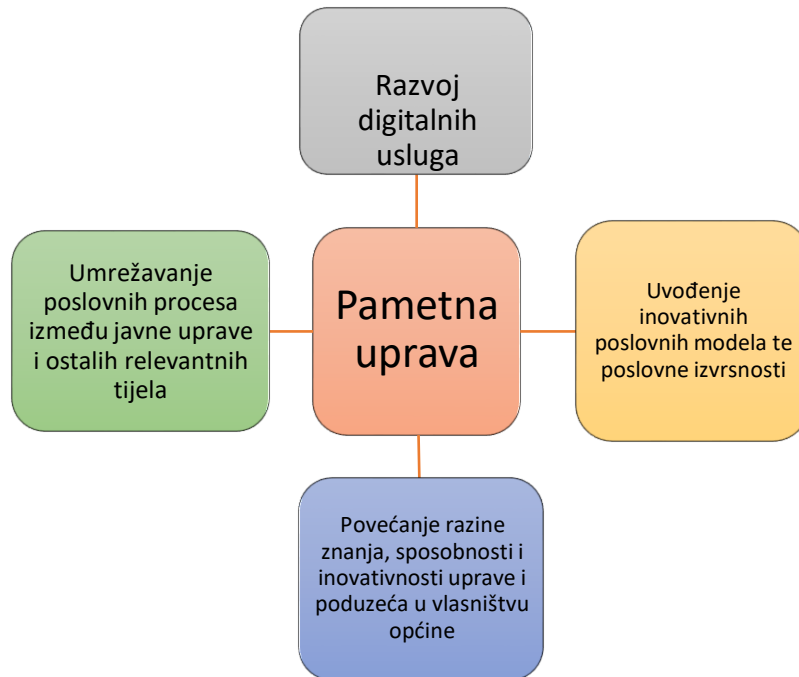 Razvoj
digitalnih
usluga
Umrežavanje
poslovnih procesa
između javne uprave
i ostalih relevantnih
tijela
Pametna
uprava
Uvođenje
inovativnih
poslovnih modela te
poslovne izvrsnosti
Povećanje razine
znanja, sposobnosti i
inovativnosti uprave i
poduzeća u vlasništvu
općine